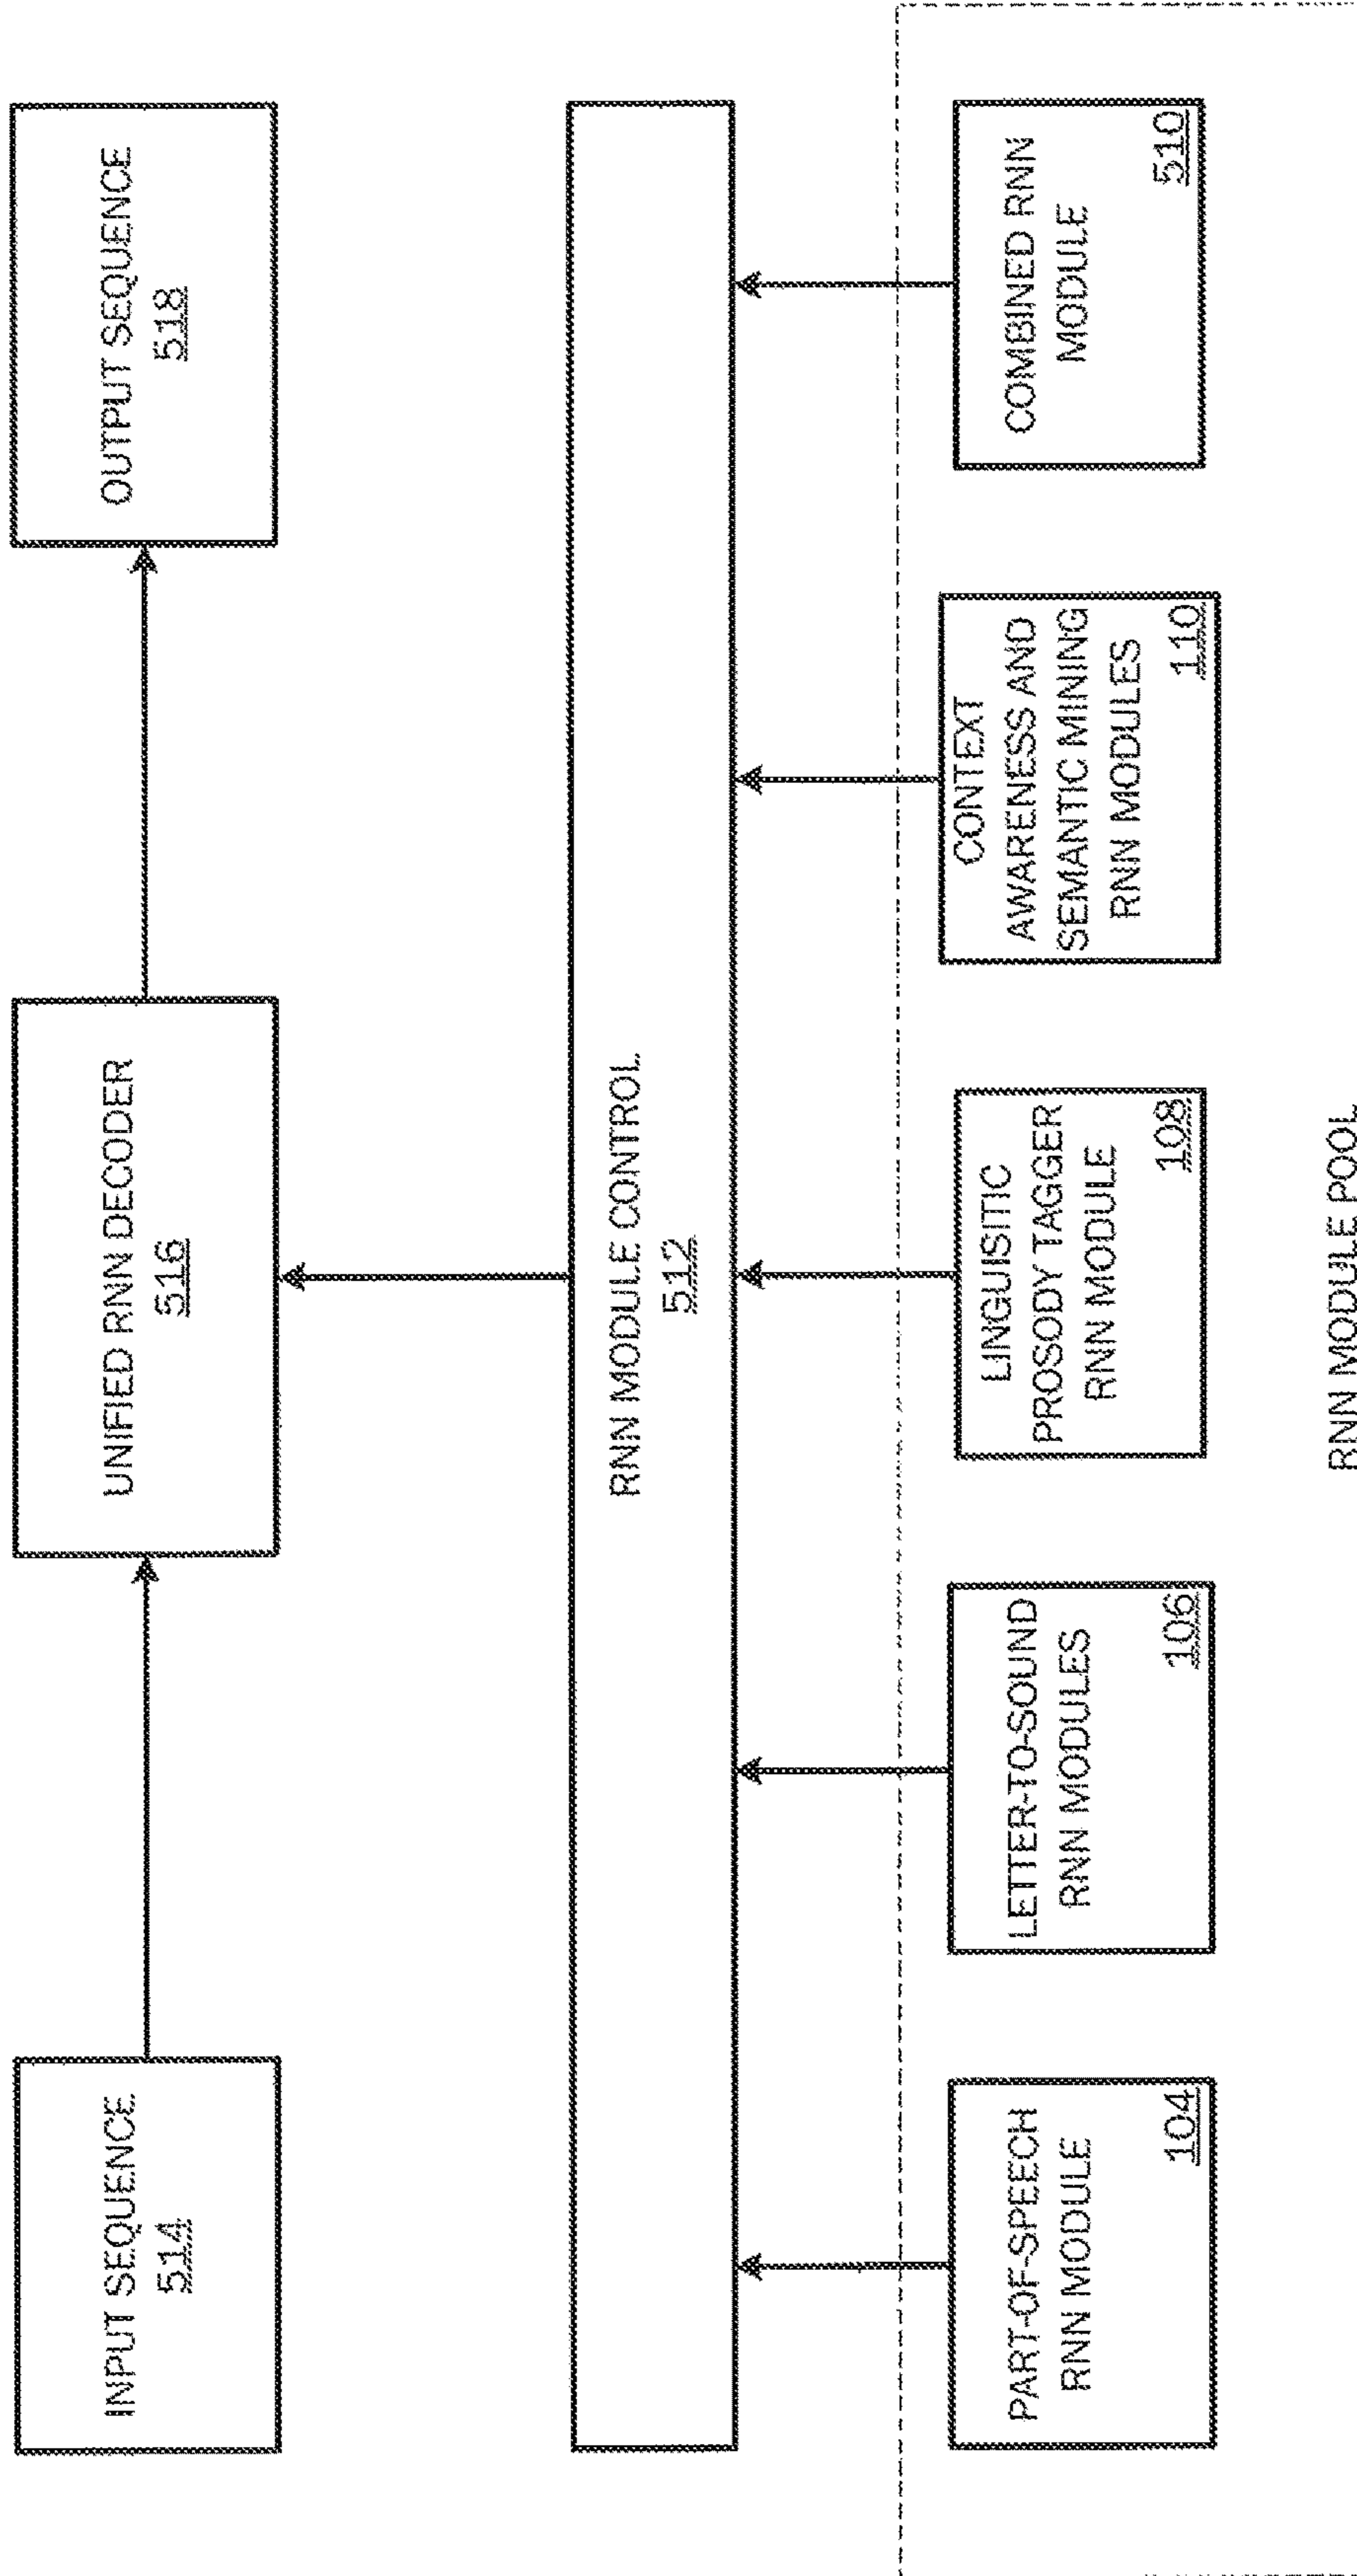 INPUT SEQUENCE
514
UNIFIED RNN DECODER
516
OUTPUT SEQUENCE
518
RNN MODULE CONTROL
512
PART-OF-SPEECH
RNN MODULE
104
LETTER-TO-SOUND
RNN MODULES
106
LINGUISITIC
PROSODY TAGGER
RNN MODULE
108
CONTEXT
AWARENESS AND
SEMANTIC MINING
RNN MODULES
110
COMBINED RNN
MODULE
510
RNN MODULE POOL